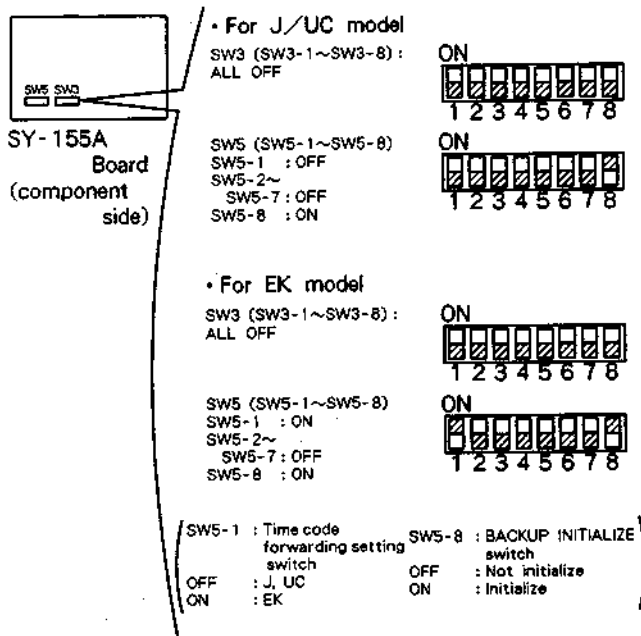 SW5 SW3
SY-155A
Board
(component
side)
• For J/UC model
SW3 (SW3-1~SW3-8) :
ALL OFF
ON
1 2 3 4 5 6 7 8
SW5 (SW5-1~SW5-8)
SW5-1 : OFF
SW5-2~
SW5-7 : OFF
SW5-8 : ON
ON
1 2 3 4 5 6 7 8
• For EK model
SW3 (SW3-1~SW3-8) :
ALL OFF
ON
1 2 3 4 5 6 7 8
SW5 (SW5-1~SW5-8)
SW5-1 : ON
SW5-2~
SW5-7 : OFF
SW5-8 : ON
ON
1 2 3 4 5 6 7 8
SW5-1 : Time code
forwarding setting
switch
OFF : J, UC
ON : EK
SW5-8 : BACKUP INITIALIZE
switch
OFF : Not initialize
ON : Initialize